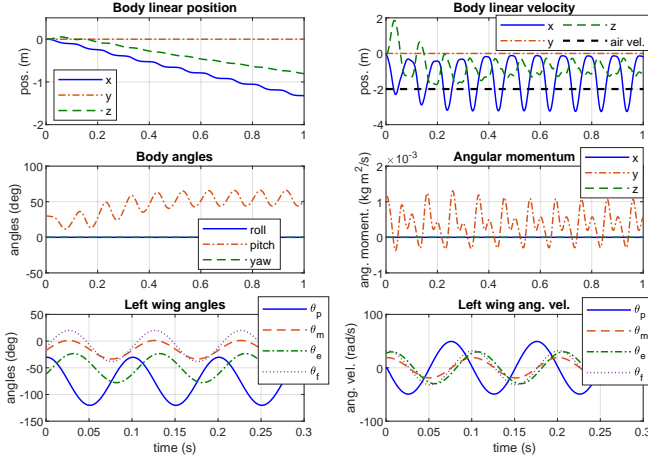 Body linear position
pos. (m)
0
-1
-2
0
0.2
0.4
0.6
0.8
1
x
y
z
Body linear velocity
pos. (m)
2
0
-2
-4
0
0.2
0.4
0.6
0.8
1
x
y
z
air vel.
Body angles
angles (deg)
100
50
0
-50
0
0.2
0.4
0.6
0.8
1
roll
pitch
yaw
Angular momentum
×10⁻³
ang. moment. (kg m²/s)
2
1
0
-1
0
0.2
0.4
0.6
0.8
1
x
y
z
Left wing angles
angles (deg)
50
0
-50
-100
-150
0
0.05
0.1
0.15
0.2
0.25
0.3
time (s)
θp
θm
θe
θf
Left wing ang. vel.
ang. vel. (rad/s)
100
0
-100
0
0.05
0.1
0.15
0.2
0.25
0.3
time (s)
θp
θm
θe
θf